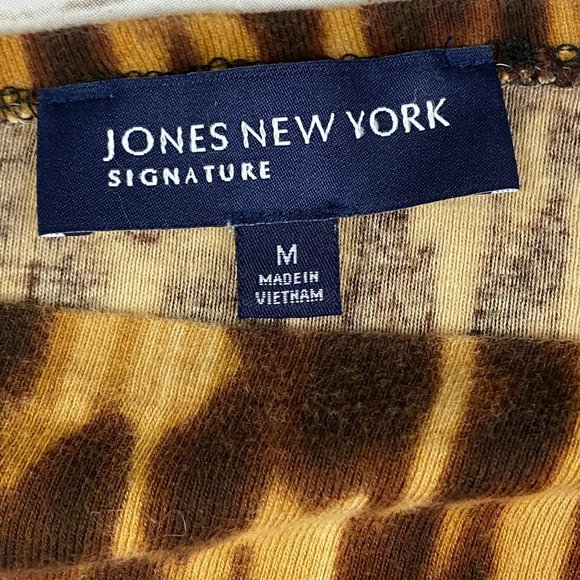 JONES NEW YORK
SIGNATURE
M
MADE IN
VIETNAM